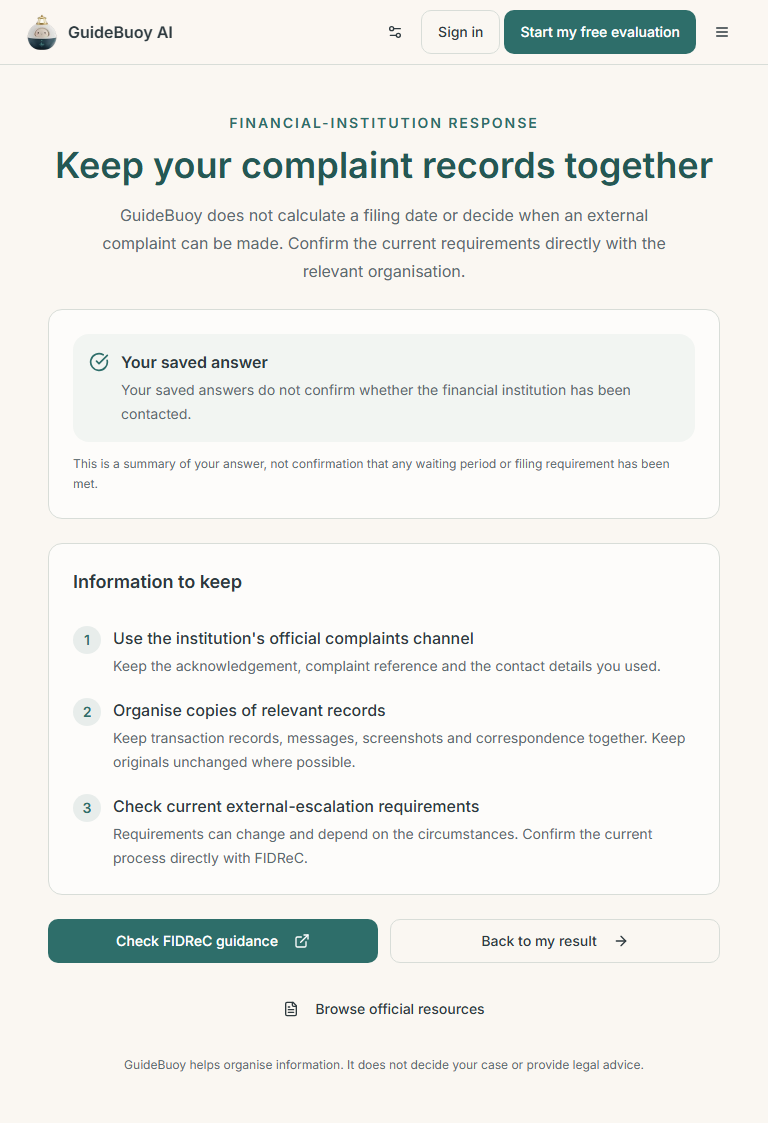 GuideBuoy AI
Sign in
Start my free evaluation
FINANCIAL-INSTITUTION RESPONSE
Keep your complaint records together
GuideBuoy does not calculate a filing date or decide when an external
complaint can be made. Confirm the current requirements directly with the
relevant organisation.
Your saved answer
Your saved answers do not confirm whether the financial institution has been
contacted.
This is a summary of your answer, not confirmation that any waiting period or filing requirement has been
met.
Information to keep
1
Use the institution's official complaints channel
Keep the acknowledgement, complaint reference and the contact details you used.
2
Organise copies of relevant records
Keep transaction records, messages, screenshots and correspondence together. Keep
originals unchanged where possible.
3
Check current external-escalation requirements
Requirements can change and depend on the circumstances. Confirm the current
process directly with FIDReC.
Check FIDReC guidance
Back to my result
Browse official resources
GuideBuoy helps organise information. It does not decide your case or provide legal advice.